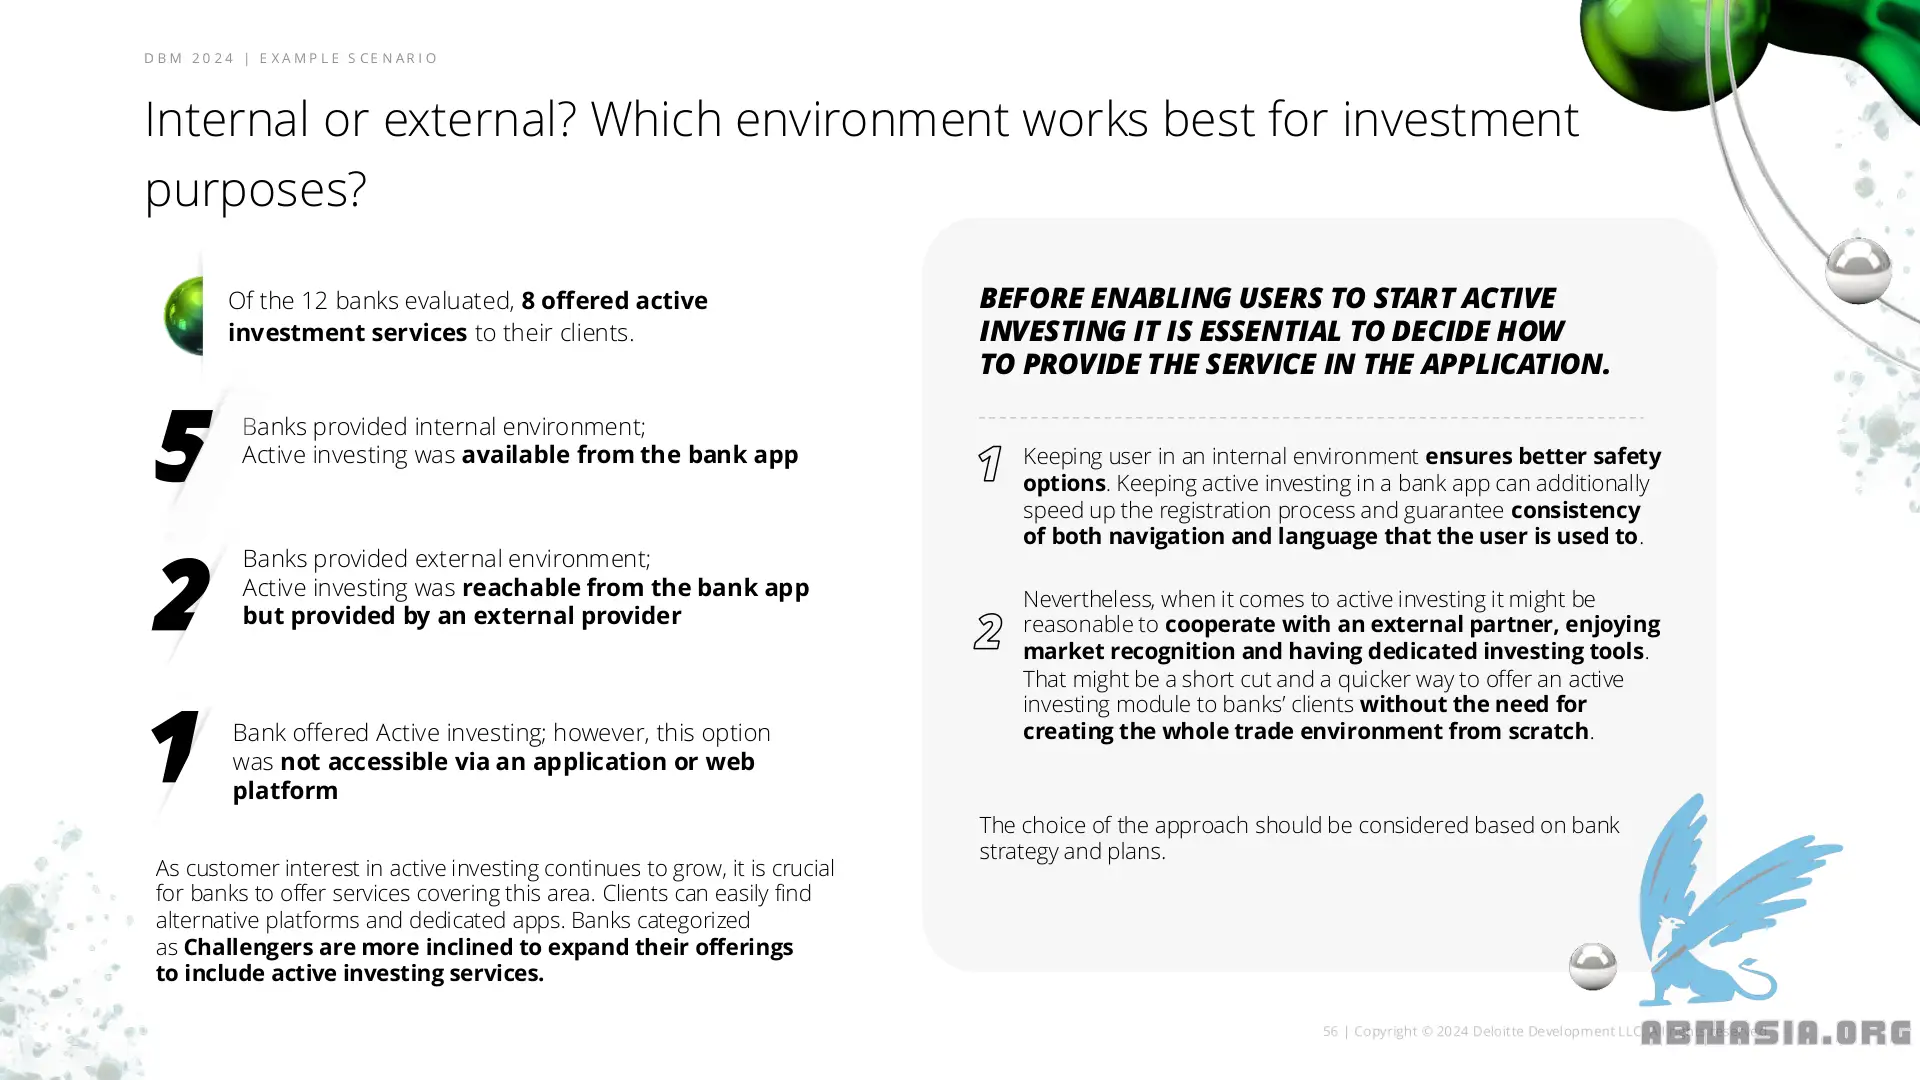 DBM 2024 | EXAMPLE SCENARIO
Internal or external? Which environment works best for investment
purposes?
Of the 12 banks evaluated, 8 offered active
investment services to their clients.
5
Banks provided internal environment;
Active investing was available from the bank app
2
Banks provided external environment;
Active investing was reachable from the bank app
but provided by an external provider
1
Bank offered Active investing; however, this option
was not accessible via an application or web
platform
As customer interest in active investing continues to grow, it is crucial
for banks to offer services covering this area. Clients can easily find
alternative platforms and dedicated apps. Banks categorized
as Challengers are more inclined to expand their offerings
to include active investing services.
BEFORE ENABLING USERS TO START ACTIVE
INVESTING IT IS ESSENTIAL TO DECIDE HOW
TO PROVIDE THE SERVICE IN THE APPLICATION.
1
Keeping user in an internal environment ensures better safety
options. Keeping active investing in a bank app can additionally
speed up the registration process and guarantee consistency
of both navigation and language that the user is used to.
2
Nevertheless, when it comes to active investing it might be
reasonable to cooperate with an external partner, enjoying
market recognition and having dedicated investing tools.
That might be a short cut and a quicker way to offer an active
investing module to banks’ clients without the need for
creating the whole trade environment from scratch.
The choice of the approach should be considered based on bank
strategy and plans.
56 | Copyright © 2024 Deloitte Development LLC. All rights reserved.
ABNASIA.ORG